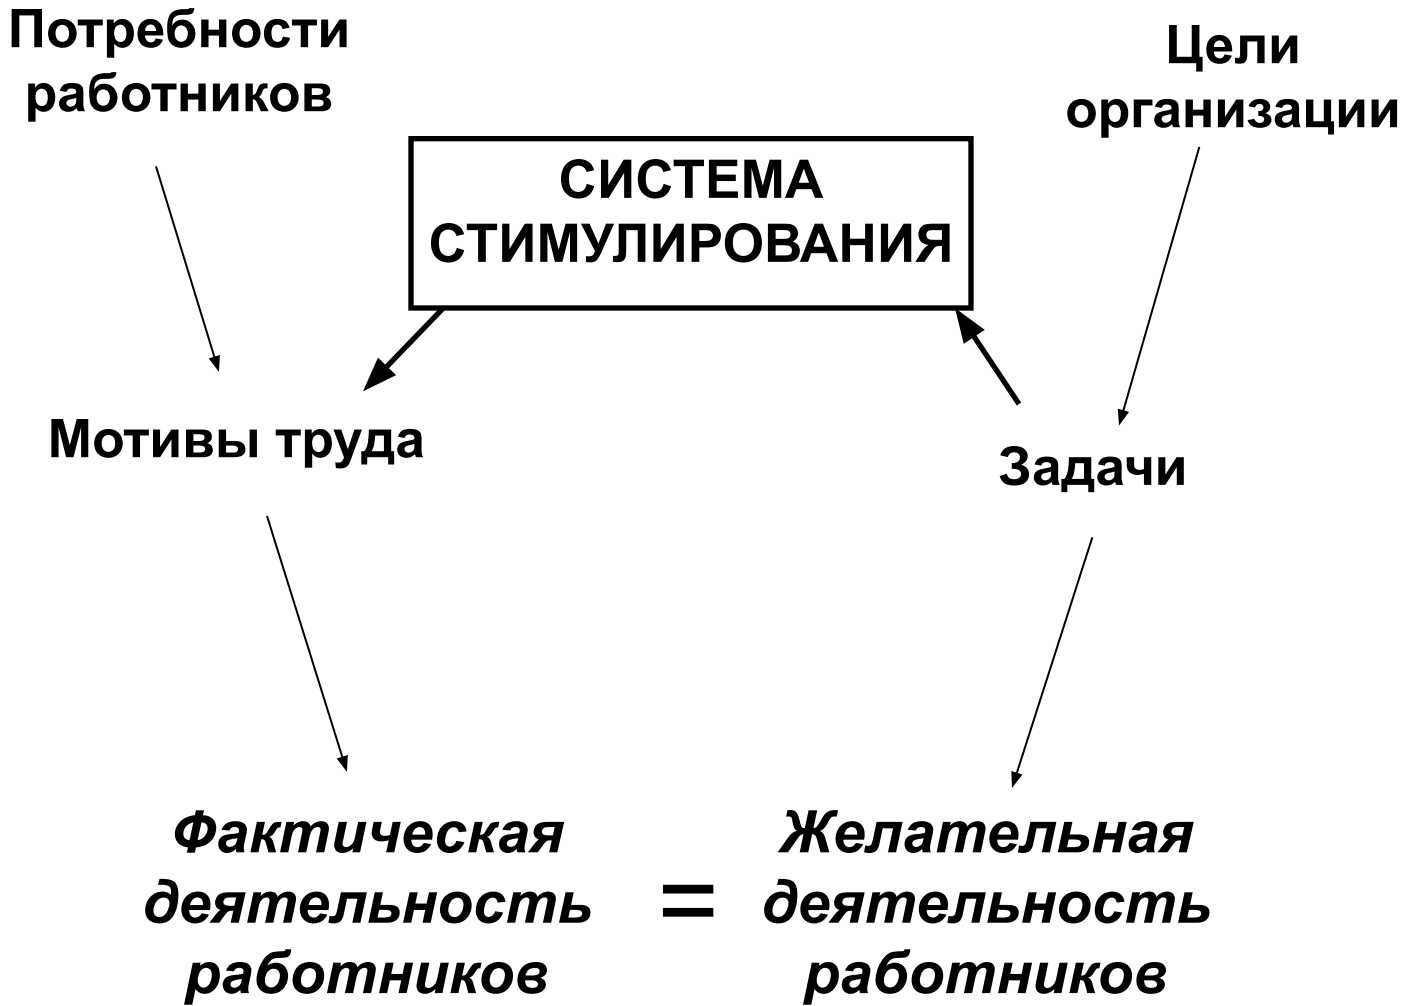 Потребности
работников
Цели
организации
СИСТЕМА
СТИМУЛИРОВАНИЯ
Мотивы труда
Задачи
Фактическая
деятельность
работников
=
Желательная
деятельность
работников